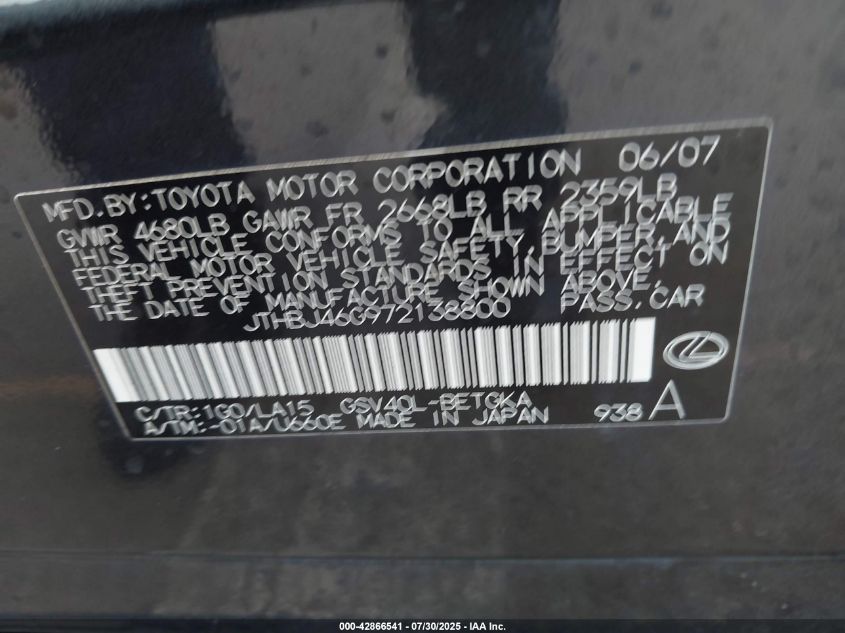 MFD. BY: TOYOTA MOTOR CORPORATION 06/07
GVWR 4680LB GAWR FR 2668LB RR 2359LB
THIS VEHICLE CONFORMS TO ALL APPLICABLE
FEDERAL MOTOR VEHICLE SAFETY, BUMPER, AND
THEFT PREVENTION STANDARDS IN EFFECT ON
THE DATE OF MANUFACTURE SHOWN ABOVE.
JTHBJ46G972138800 PASS. CAR
C/TR: 1G0/LA15 GSV40L-BETGKA
A/TM: -01A/U660E MADE IN JAPAN 938 A
000-42866541 - 07/30/2025 - IAA Inc.